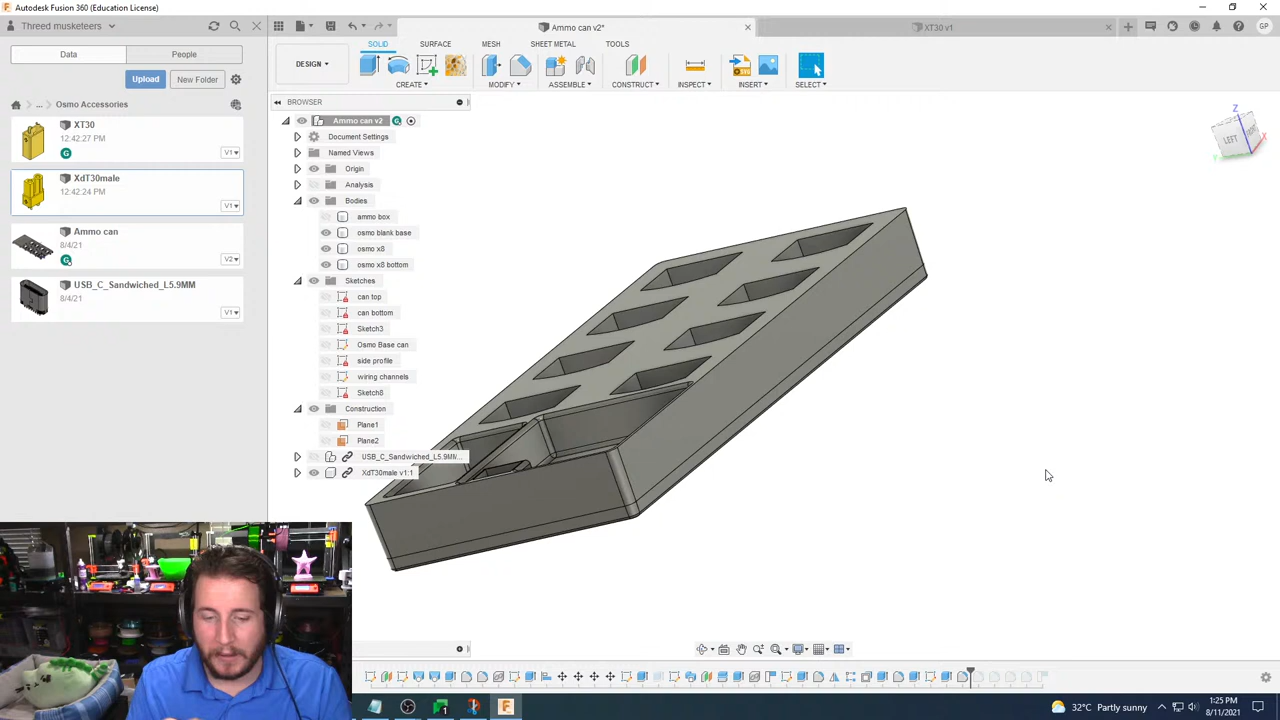 Autodesk Fusion 360 (Education License)
Threed musketeers
Ammo can v2*
XT30 v1
GP
Data
People
Upload
New Folder
... Osmo Accessories
XT30
12:42:27 PM
G
V1
XdT30male
12:42:24 PM
V1
Ammo can
8/4/21
G
V2
USB_C_Sandwiched_L5.9MM
8/4/21
V1
SOLID
SURFACE
MESH
SHEET METAL
TOOLS
DESIGN
CREATE
MODIFY
ASSEMBLE
CONSTRUCT
INSPECT
INSERT
SELECT
BROWSER
Ammo can v2
G
Document Settings
Named Views
Origin
Analysis
Bodies
ammo box
osmo blank base
osmo x8
osmo x8 bottom
Sketches
can top
can bottom
Sketch3
Osmo Base can
side profile
wiring channels
Sketch8
Construction
Plane1
Plane2
USB_C_Sandwiched_L5.9M/...
XdT30male v1:1
Z
LEFT
X
Y
32°C Partly sunny
1:25 PM
8/11/2021